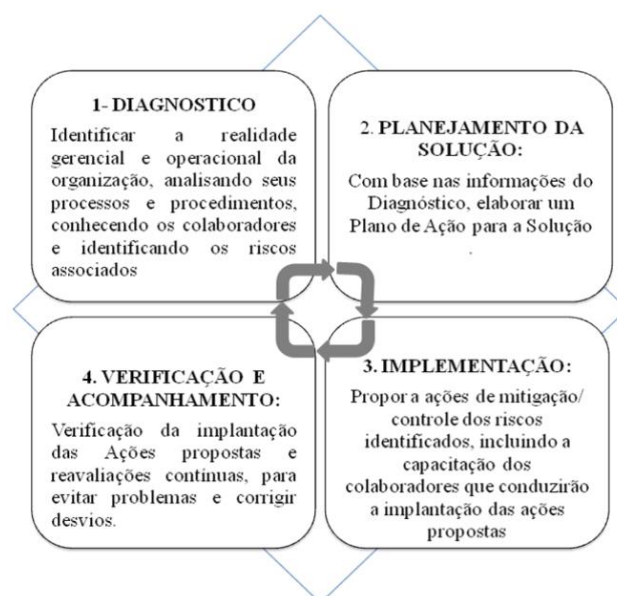 1- DIAGNOSTICO
Identificar a realidade
gerencial e operacional da
organização, analisando seus
processos e procedimentos,
conhecendo os colaboradores
e identificando os riscos
associados
2. PLANEJAMENTO DA
SOLUÇÃO:
Com base nas informações do
Diagnóstico, elaborar um
Plano de Ação para a Solução
.
3. IMPLEMENTAÇÃO:
Propor a ações de mitigação/
controle dos riscos
identificados, incluindo a
capacitação dos
colaboradores que conduzirão
a implantação das ações
propostas
4. VERIFICAÇÃO E
ACOMPANHAMENTO:
Verificação da implantação
das Ações propostas e
reavaliações continuas, para
evitar problemas e corrigir
desvios.